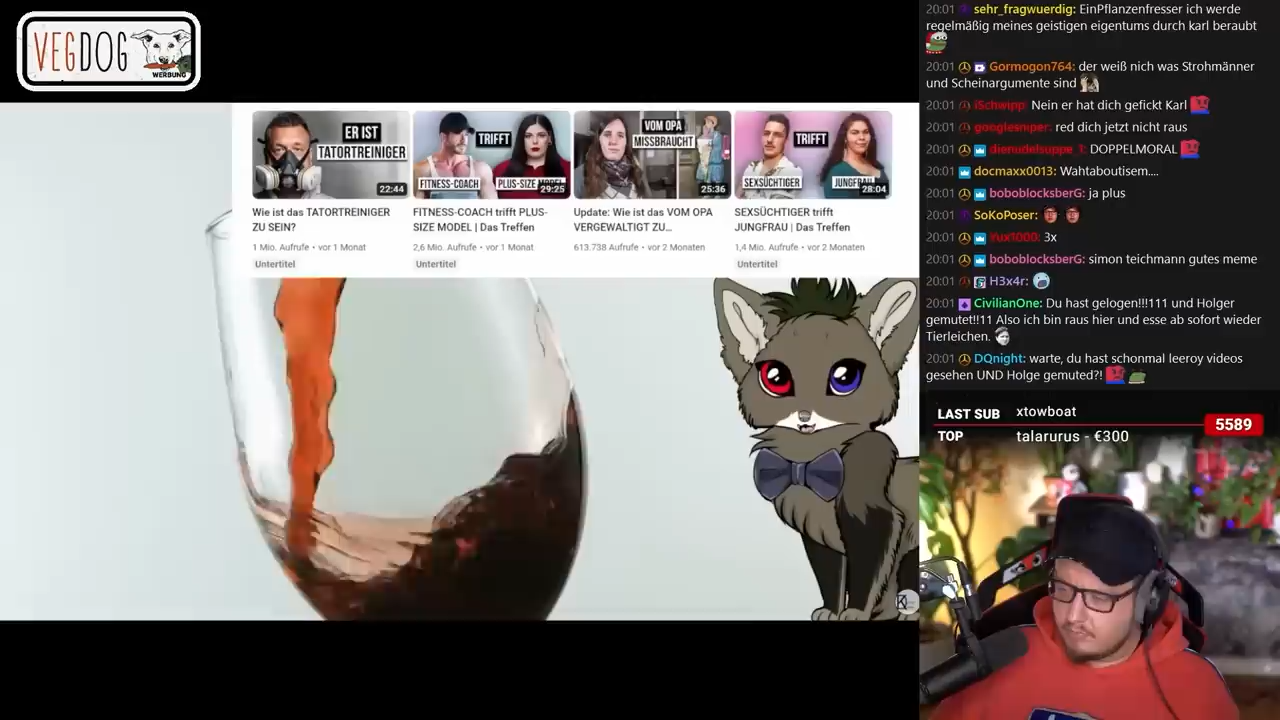 VEGDOG
WERBUNG
ER IST
TATORTREINIGER
22:44
TRIFFT
FITNESS-COACH
PLUS-SIZE
29:25
VOM OPA
MISSBRAUCHT
25:36
TRIFFT
SEXSÜCHTIGER
28:04
Wie ist das TATORTREINIGER
ZU SEIN?
1 Mio. Aufrufe • vor 1 Monat
Untertitel
FITNESS-COACH trifft PLUS-
SIZE MODEL | Das Treffen
2,6 Mio. Aufrufe • vor 1 Monat
Untertitel
Update: Wie ist das VOM OPA
VERGEWALTIGT ZU...
613.738 Aufrufe • vor 2 Monaten
SEXSÜCHTIGER trifft
JUNGFRAU | Das Treffen
1,4 Mio. Aufrufe • vor 2 Monaten
Untertitel
20:01 sehr_fragwuerdig: EinPflanzenfresser ich werde
regelmäßig meines geistigen eigentums durch karl beraubt
20:01 Gormogon764: der weiß nich was Strohmänner
und Scheinargumente sind
20:01 iSchwipp: Nein er hat dich gefickt Karl
20:01 googlesniper: red dich jetzt nicht raus
20:01 dienudelsuppe_1: DOPPELMORAL
20:01 docmaxx0013: Wahtaboutisem....
20:01 boboblocksberG: ja plus
20:01 SoKoPoser:
20:01 Yux1000: 3x
20:01 boboblocksberG: simon teichmann gutes meme
20:01 H3x4r:
20:01 CivilianOne: Du hast gelogen!!!111 und Holger
gemutet!!11 Also ich bin raus hier und esse ab sofort wieder
Tierleichen.
20:01 DQnight: warte, du hast schonmal leeroy videos
gesehen UND Holge gemuted?!
LAST SUB xtowboat
TOP talarurus - €300
5589